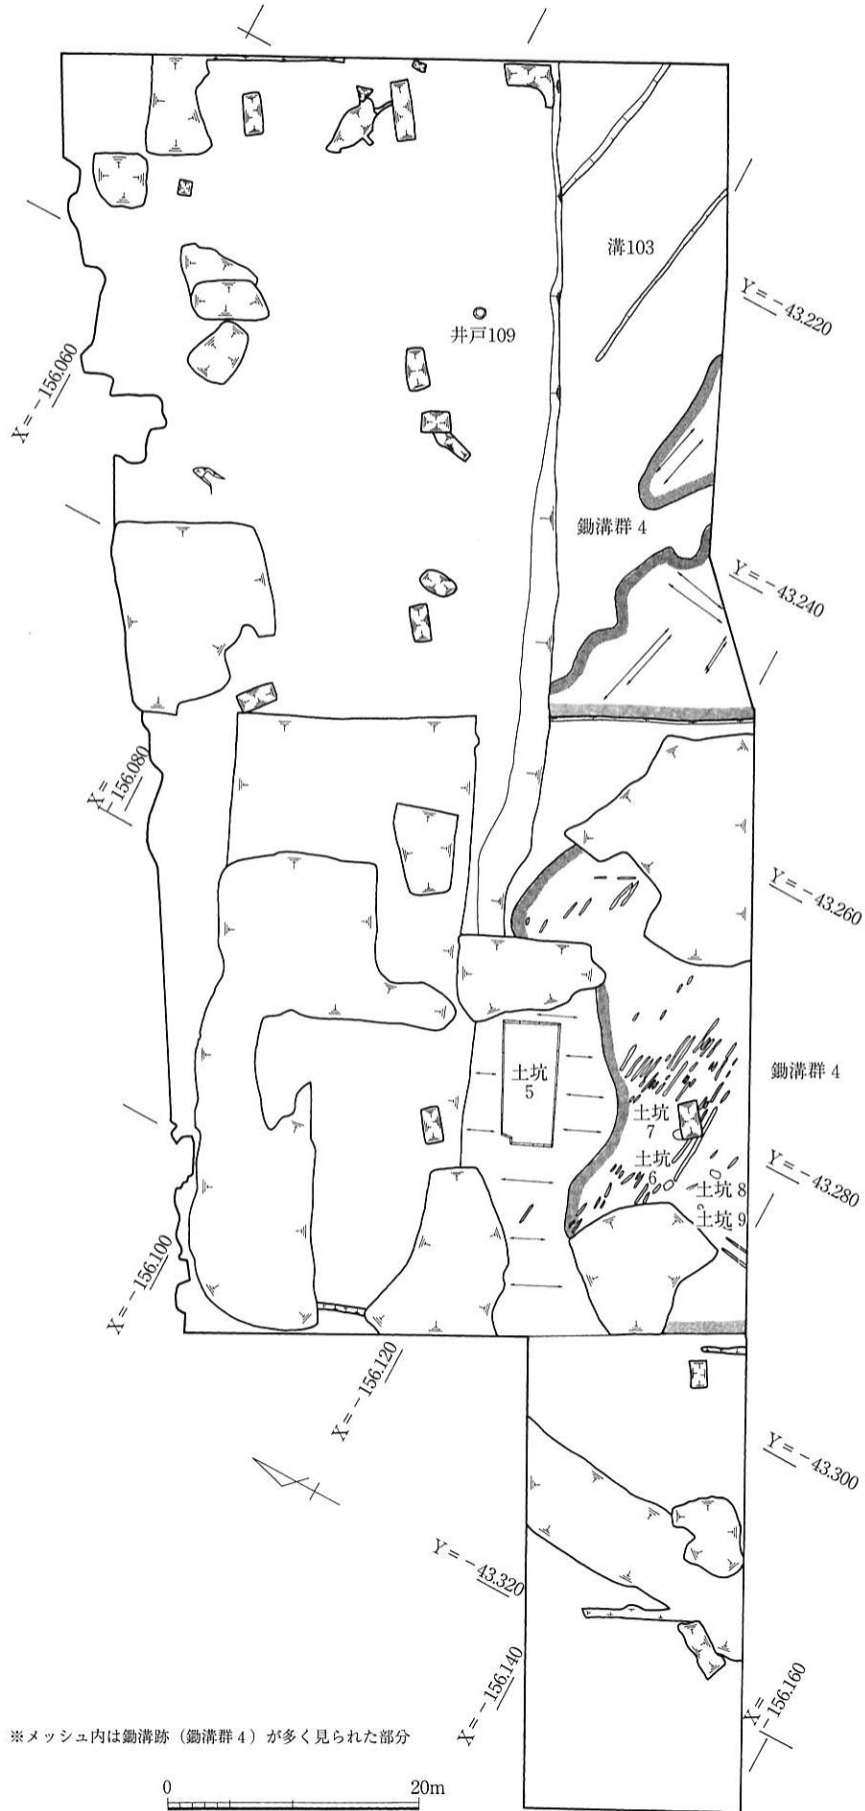 溝103
Y=-43.220
井戸109
X=-156.060
鋤溝群 4
Y=-43.240
X=
-156.080
Y=-43.260
土坑
5
鋤溝群 4
土坑
7
土坑
6
土坑 8
土坑 9
Y=-43.280
X=-156.100
X=-156.120
Y=-43.300
Y=-43.320
X=-156.140
X=
-156.160
※メッシュ内は鋤溝跡（鋤溝群 4 ）が多く見られた部分
0 20m